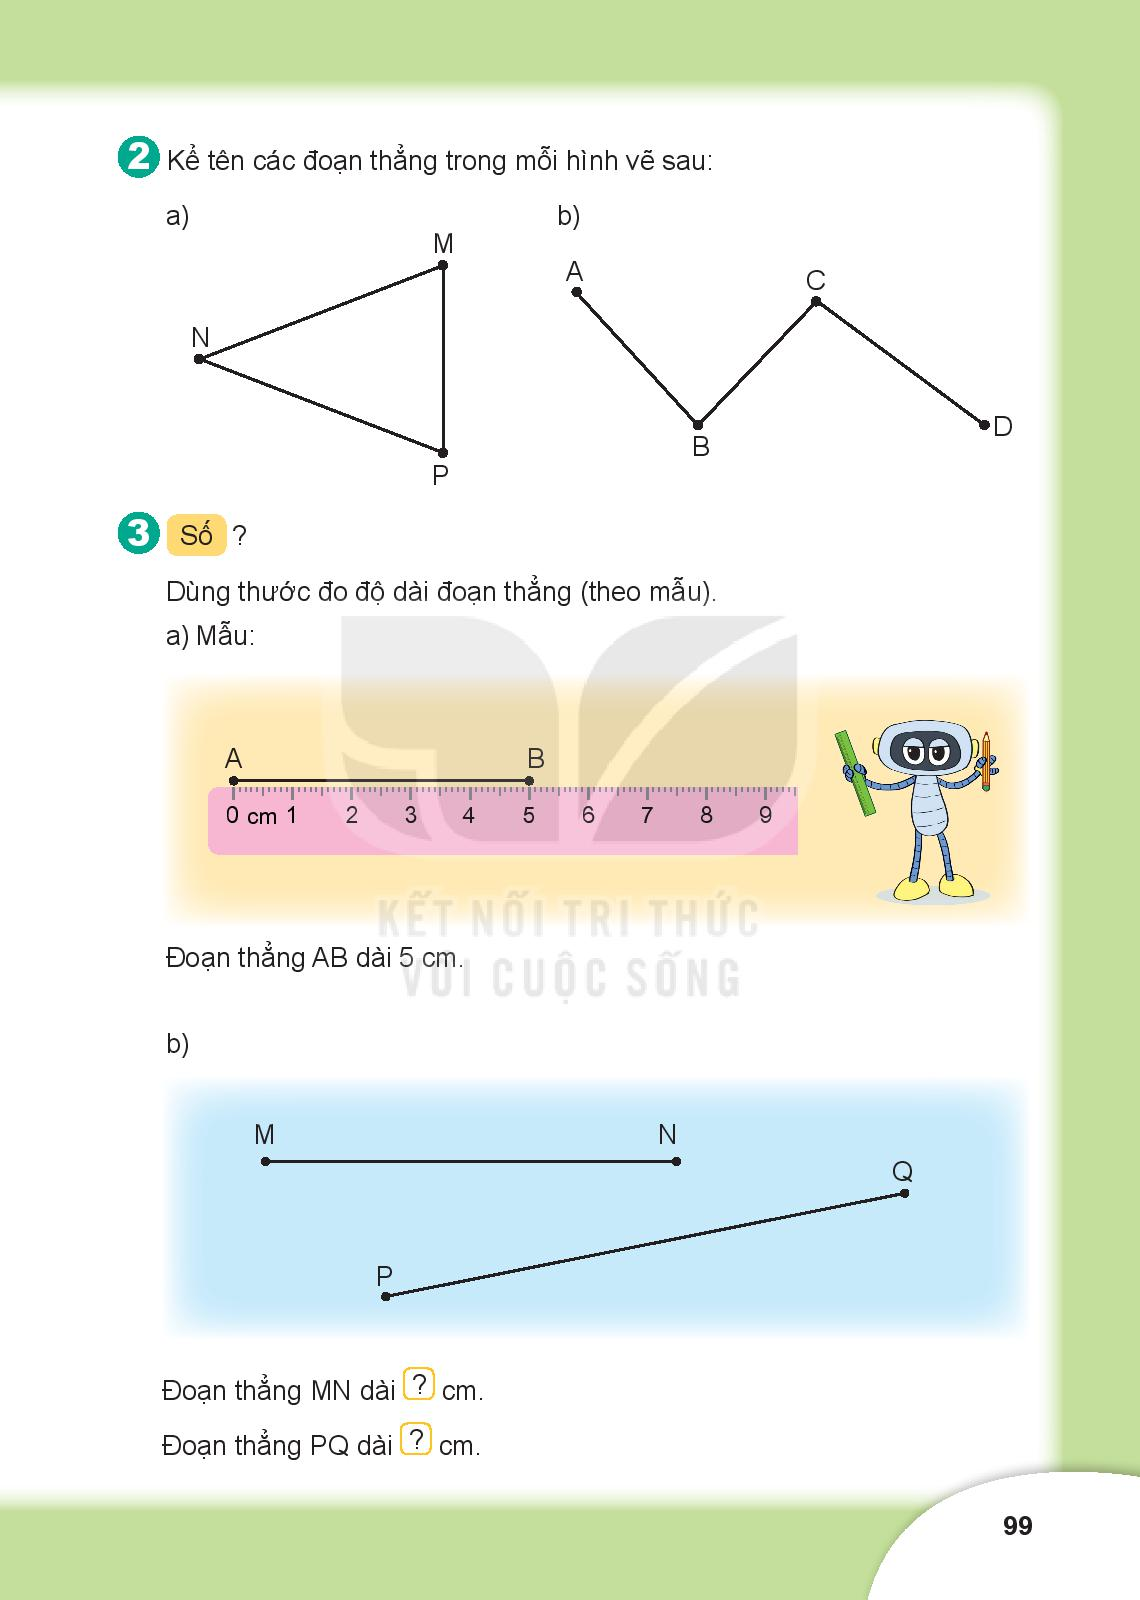 2 Kể tên các đoạn thẳng trong mỗi hình vẽ sau:
a) b)
M
N
P
A
C
B
D
3 Số ?
Dùng thước đo độ dài đoạn thẳng (theo mẫu).
a) Mẫu:
A B
0 cm 1 2 3 4 5 6 7 8 9
KẾT NỐI TRI THỨC
VỚI CUỘC SỐNG
Đoạn thẳng AB dài 5 cm.
b)
M N
Q
P
Đoạn thẳng MN dài ? cm.
Đoạn thẳng PQ dài ? cm.
99